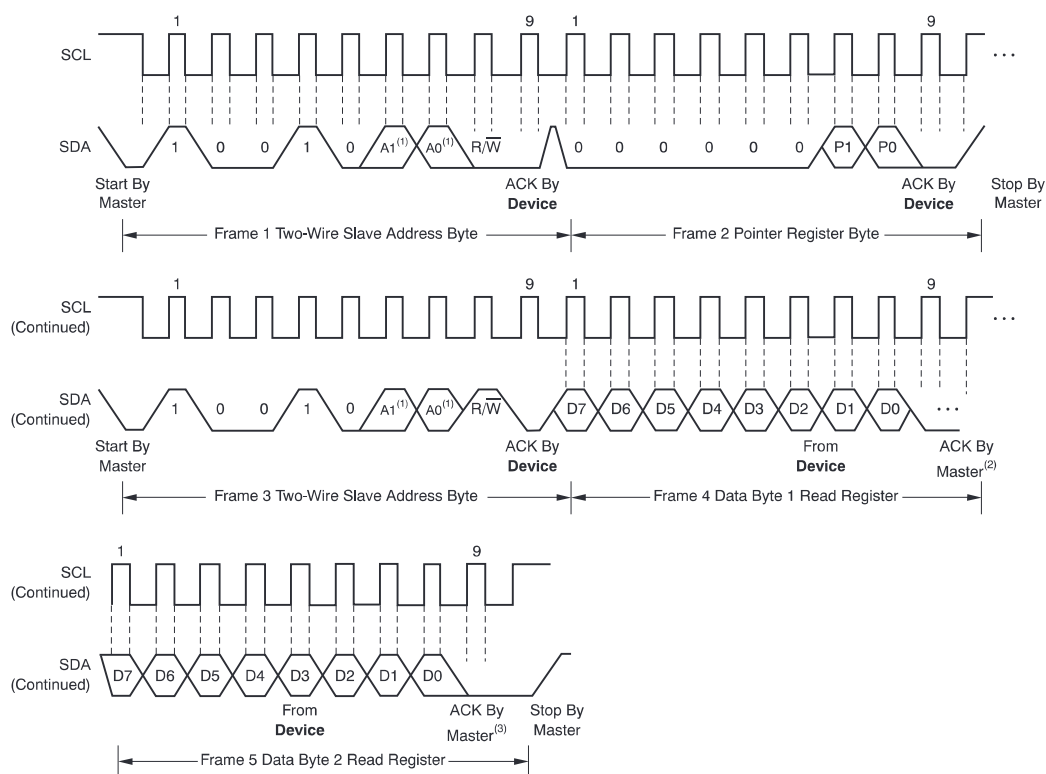 1 9 1 9
SCL ...
SDA 1 0 0 1 0 A1(1) A0(1) R/W̅ 0 0 0 0 0 0 P1 P0
Start By Master ACK By Device ACK By Device Stop By Master
Frame 1 Two-Wire Slave Address Byte Frame 2 Pointer Register Byte
1 9 1 9
SCL (Continued) ...
SDA (Continued) 1 0 0 1 0 A1(1) A0(1) R/W̅ D7 D6 D5 D4 D3 D2 D1 D0 ...
Start By Master ACK By Device From Device ACK By Master(2)
Frame 3 Two-Wire Slave Address Byte Frame 4 Data Byte 1 Read Register
1 9
SCL (Continued)
SDA (Continued) D7 D6 D5 D4 D3 D2 D1 D0
From Device ACK By Master(3) Stop By Master
Frame 5 Data Byte 2 Read Register